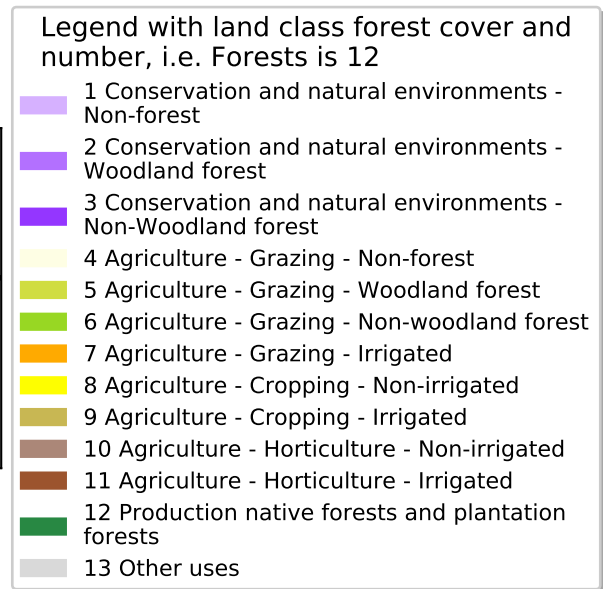 Legend with land class forest cover and
number, i.e. Forests is 12
1 Conservation and natural environments -
Non-forest
2 Conservation and natural environments -
Woodland forest
3 Conservation and natural environments -
Non-Woodland forest
4 Agriculture - Grazing - Non-forest
5 Agriculture - Grazing - Woodland forest
6 Agriculture - Grazing - Non-woodland forest
7 Agriculture - Grazing - Irrigated
8 Agriculture - Cropping - Non-irrigated
9 Agriculture - Cropping - Irrigated
10 Agriculture - Horticulture - Non-irrigated
11 Agriculture - Horticulture - Irrigated
12 Production native forests and plantation
forests
13 Other uses